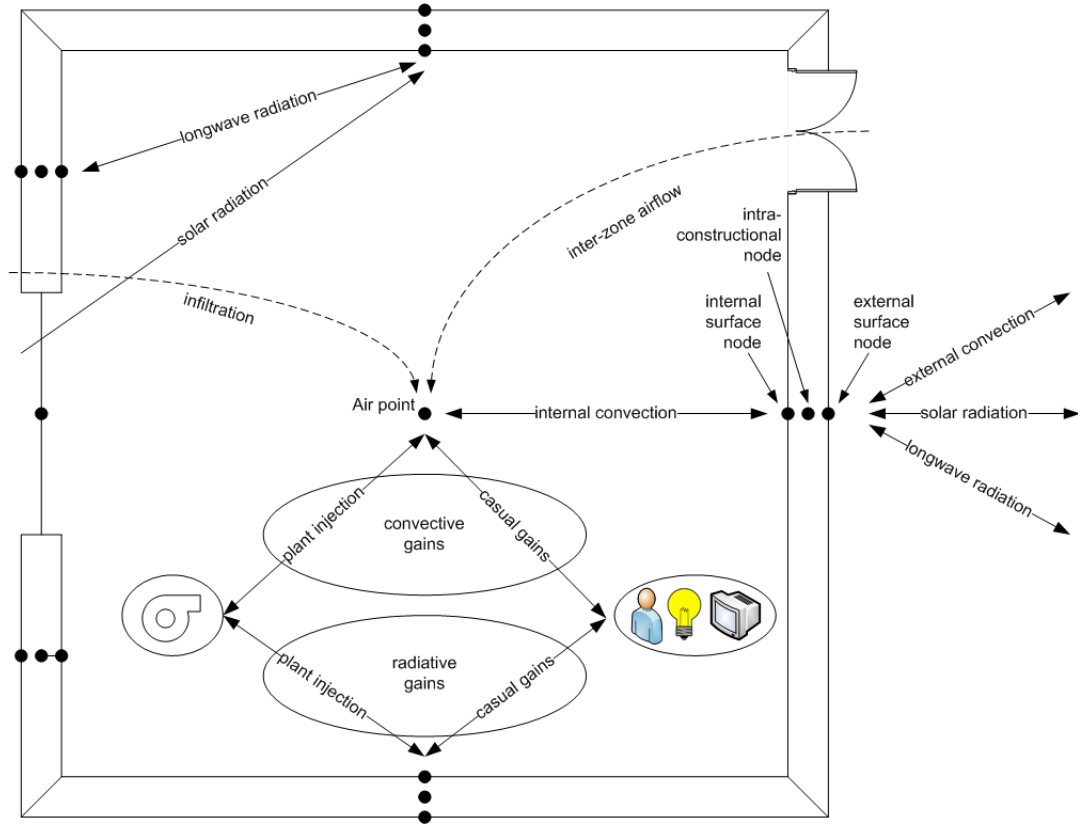 longwave radiation
solar radiation
inter-zone airflow
infiltration
intra-
constructional
node
internal
surface
node
external
surface
node
external convection
Air point
internal convection
solar radiation
longwave radiation
plant injection
convective
gains
casual gains
plant injection
radiative
gains
casual gains